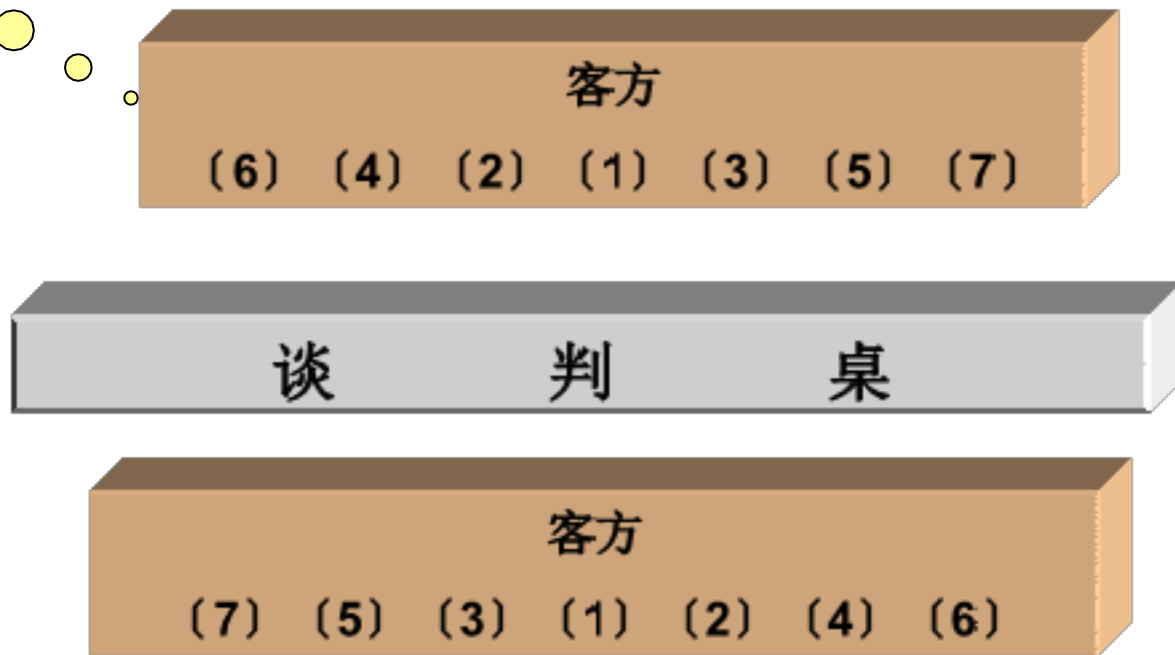 客方
〔6〕 〔4〕 〔2〕 〔1〕 〔3〕 〔5〕 〔7〕
谈 判 桌
客方
〔7〕 〔5〕 〔3〕 〔1〕 〔2〕 〔4〕 〔6〕